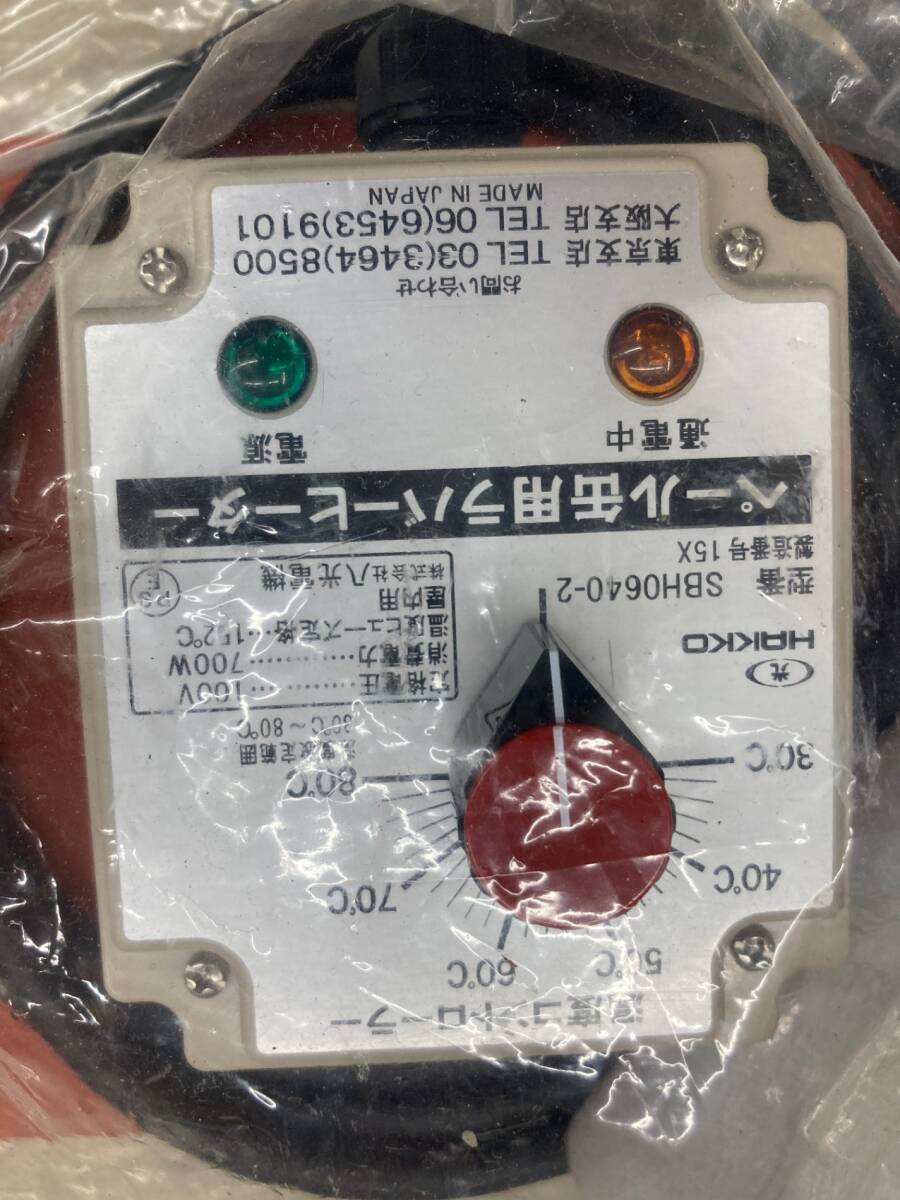 温度コントローラー
50℃
60℃
40℃
70℃
30℃
80℃
温度設定範囲
30℃～80℃
光 HAKKO
型番 SBH0640-2
製造番号 15X
定格電圧 100V
消費電力 700W
温度ヒューズ定格 152℃
屋内用
株式会社 八光電機
PS
E
ペール缶用ラバーヒーター
通電中
電源
お問い合わせ
東京支店 TEL 03(3464)8500
大阪支店 TEL 06(6453)9101
MADE IN JAPAN